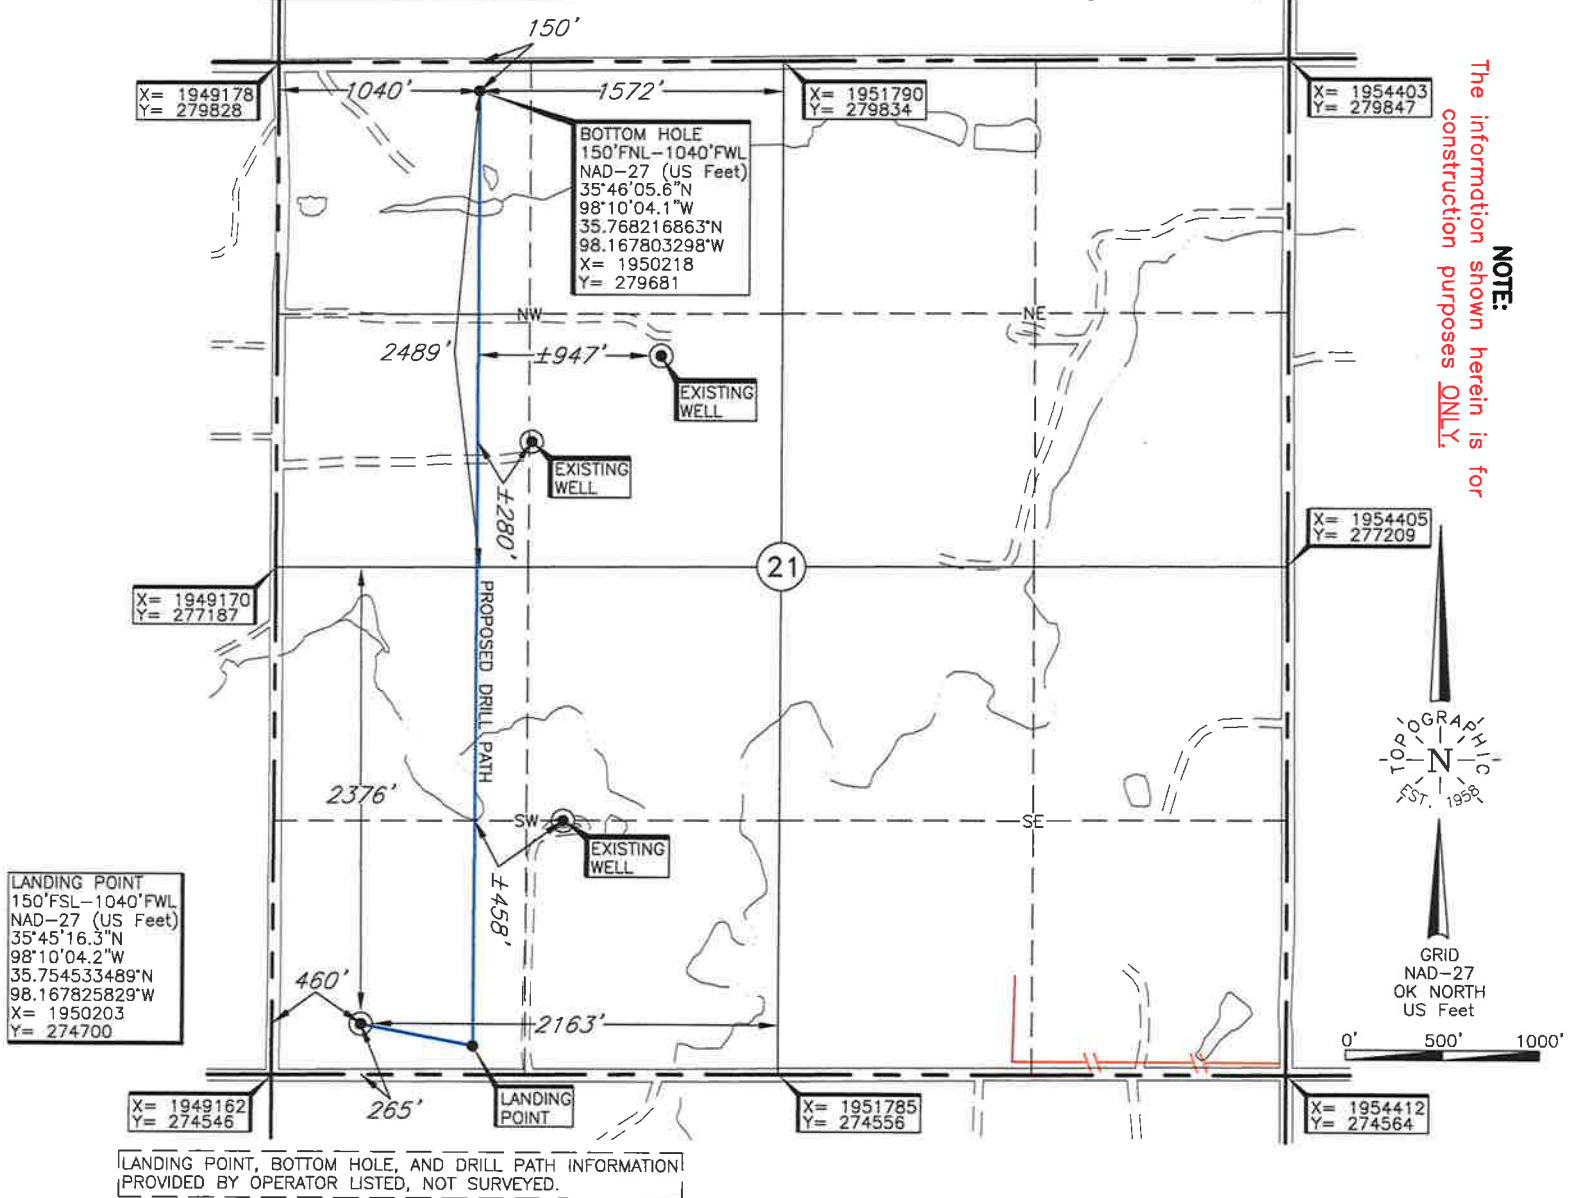 150'
X= 1949178
Y= 279828
1040'
1572'
X= 1951790
Y= 279834
X= 1954403
Y= 279847
BOTTOM HOLE
150'FNL-1040'FWL
NAD-27 (US Feet)
35°46'05.6"N
98°10'04.1"W
35.768216863°N
98.167803298°W
X= 1950218
Y= 279681
NOTE:
The information shown herein is for
construction purposes ONLY.
NW
NE
2489'
±947'
EXISTING
WELL
EXISTING
WELL
±280'
X= 1954405
Y= 277209
21
X= 1949170
Y= 277187
PROPOSED DRILL PATH
2376'
SW
SE
EXISTING
WELL
±458'
TOPOGRAPHIC
N
EST. 1958
LANDING POINT
150'FSL-1040'FWL
NAD-27 (US Feet)
35°45'16.3"N
98°10'04.2"W
35.754533489°N
98.167825829°W
X= 1950203
Y= 274700
460'
2163'
GRID
NAD-27
OK NORTH
US Feet
0' 500' 1000'
265'
LANDING
POINT
X= 1949162
Y= 274546
X= 1951785
Y= 274556
X= 1954412
Y= 274564
LANDING POINT, BOTTOM HOLE, AND DRILL PATH INFORMATION
PROVIDED BY OPERATOR LISTED, NOT SURVEYED.